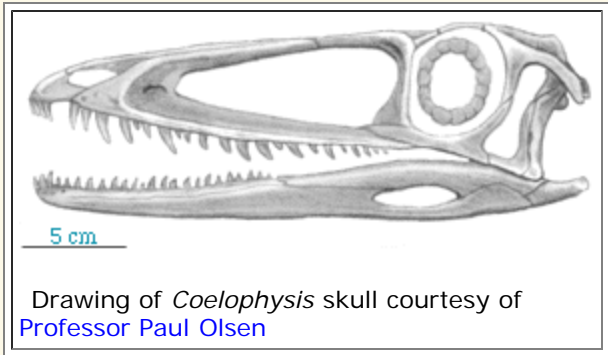 5 cm
Drawing of Coelophysis skull courtesy of
Professor Paul Olsen